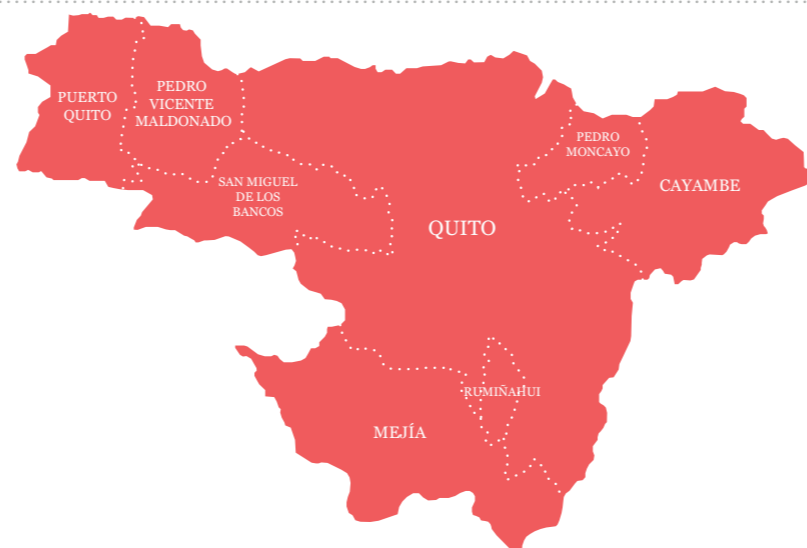 PUERTO
QUITO
PEDRO
VICENTE
MALDONADO
SAN MIGUEL
DE LOS
BANCOS
QUITO
PEDRO
MONCAYO
CAYAMBE
RUMIÑAHUI
MEJÍA